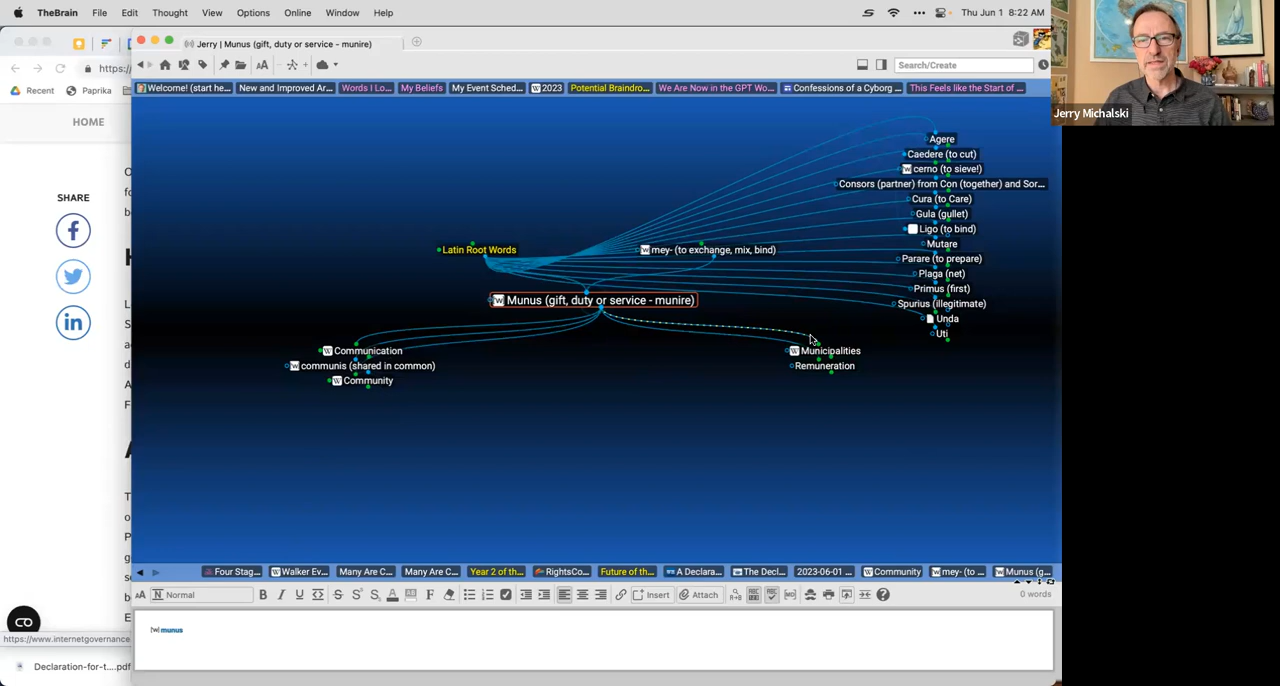 TheBrain File Edit Thought View Options Online Window Help Thu Jun 1 8:22 AM
Jerry | Munus (gift, duty or service - munire)
https://
Search/Create
Recent Paprika
Welcome! (start he... New and Improved Ar... Words I Lo... My Beliefs My Event Sched... 2023 Potential Braindro... We Are Now in the GPT Wo... Confessions of a Cyborg ... This Feels like the Start of ...
Jerry Michalski
HOME
Agere
Caedere (to cut)
cerno (to sieve!)
Consors (partner) from Con (together) and Sor...
Cura (to Care)
Gula (gullet)
Ligo (to bind)
Mutare
Parare (to prepare)
Plaga (net)
Primus (first)
Spurius (illegitimate)
Unda
Uti
SHARE
Latin Root Words
mey- (to exchange, mix, bind)
Munus (gift, duty or service - munire)
Communication
communis (shared in common)
Community
Municipalities
Remuneration
Four Stag... Walker Ev... Many Are C... Many Are C... Year 2 of th... RightsCo... Future of th... A Declara... The Decl... 2023-06-01 ... Community mey- (to ... Munus (g...
Normal
Insert Attach
0 words
munus
https://www.internetgovernance
Declaration-for-t....pdf